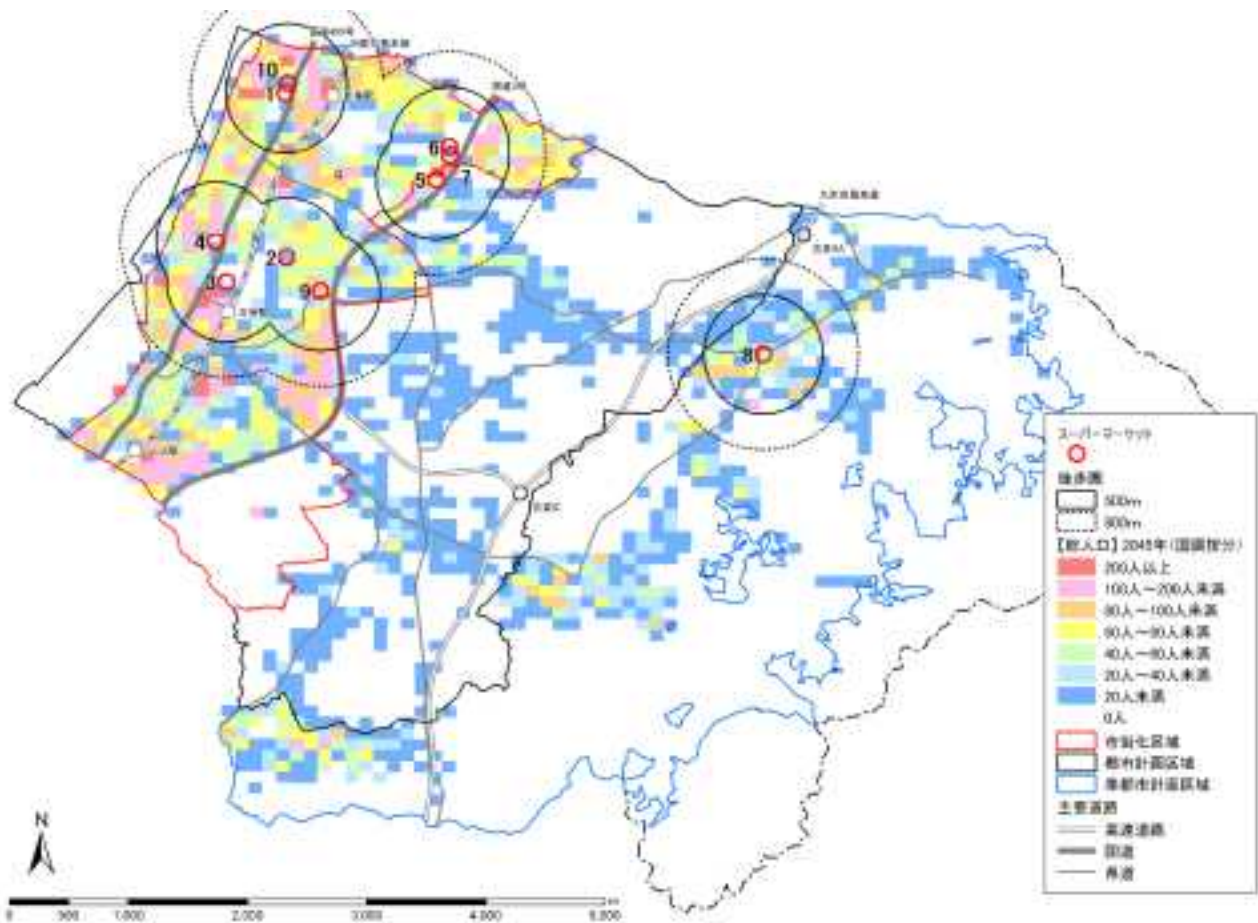 10
1
6
5
7
4
2
3
9
8
スーパーマーケット
徒歩圏
500m
800m
【総人口】2045年（国調按分）
200人以上
100人～200人未満
80人～100人未満
60人～80人未満
40人～60人未満
20人～40人未満
20人未満
0人
市街化区域
都市計画区域
準都市計画区域
主要道路
高速道路
国道
県道
N
0 500 1,000 2,000 3,000 4,000